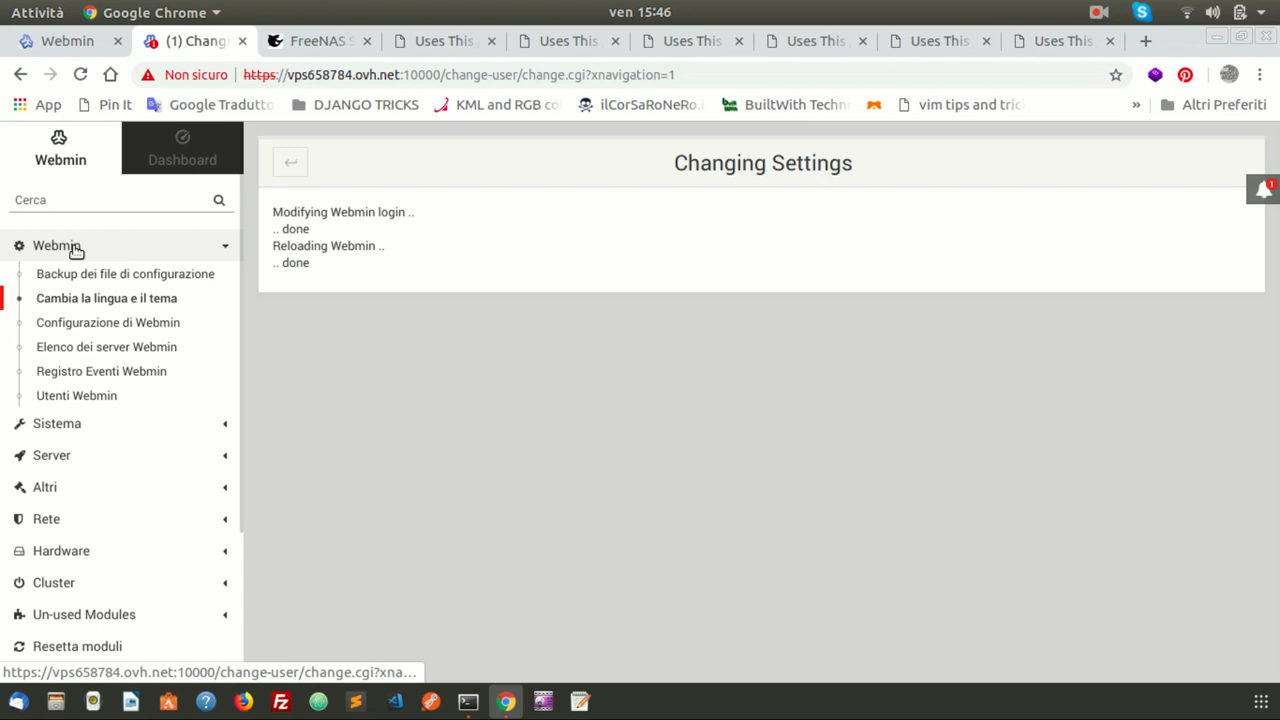 Attività
Google Chrome
ven 15:46
Webmin
(1) Chang
FreeNAS S
Uses This
Uses This
Uses This
Uses This
Uses This
Uses This
Non sicuro
https://vps658784.ovh.net:10000/change-user/change.cgi?xnavigation=1
App
Pin It
Google Tradutto
DJANGO TRICKS
KML and RGB co
ilCorSaRoNeRo.i
BuiltWith Techn
vim tips and tric
»
Altri Preferiti
Webmin
Dashboard
Cerca
Webmin
Backup dei file di configurazione
Cambia la lingua e il tema
Configurazione di Webmin
Elenco dei server Webmin
Registro Eventi Webmin
Utenti Webmin
Sistema
Server
Altri
Rete
Hardware
Cluster
Un-used Modules
Resetta moduli
Changing Settings
1
Modifying Webmin login ..
.. done
Reloading Webmin ..
.. done
https://vps658784.ovh.net:10000/change-user/change.cgi?xna...